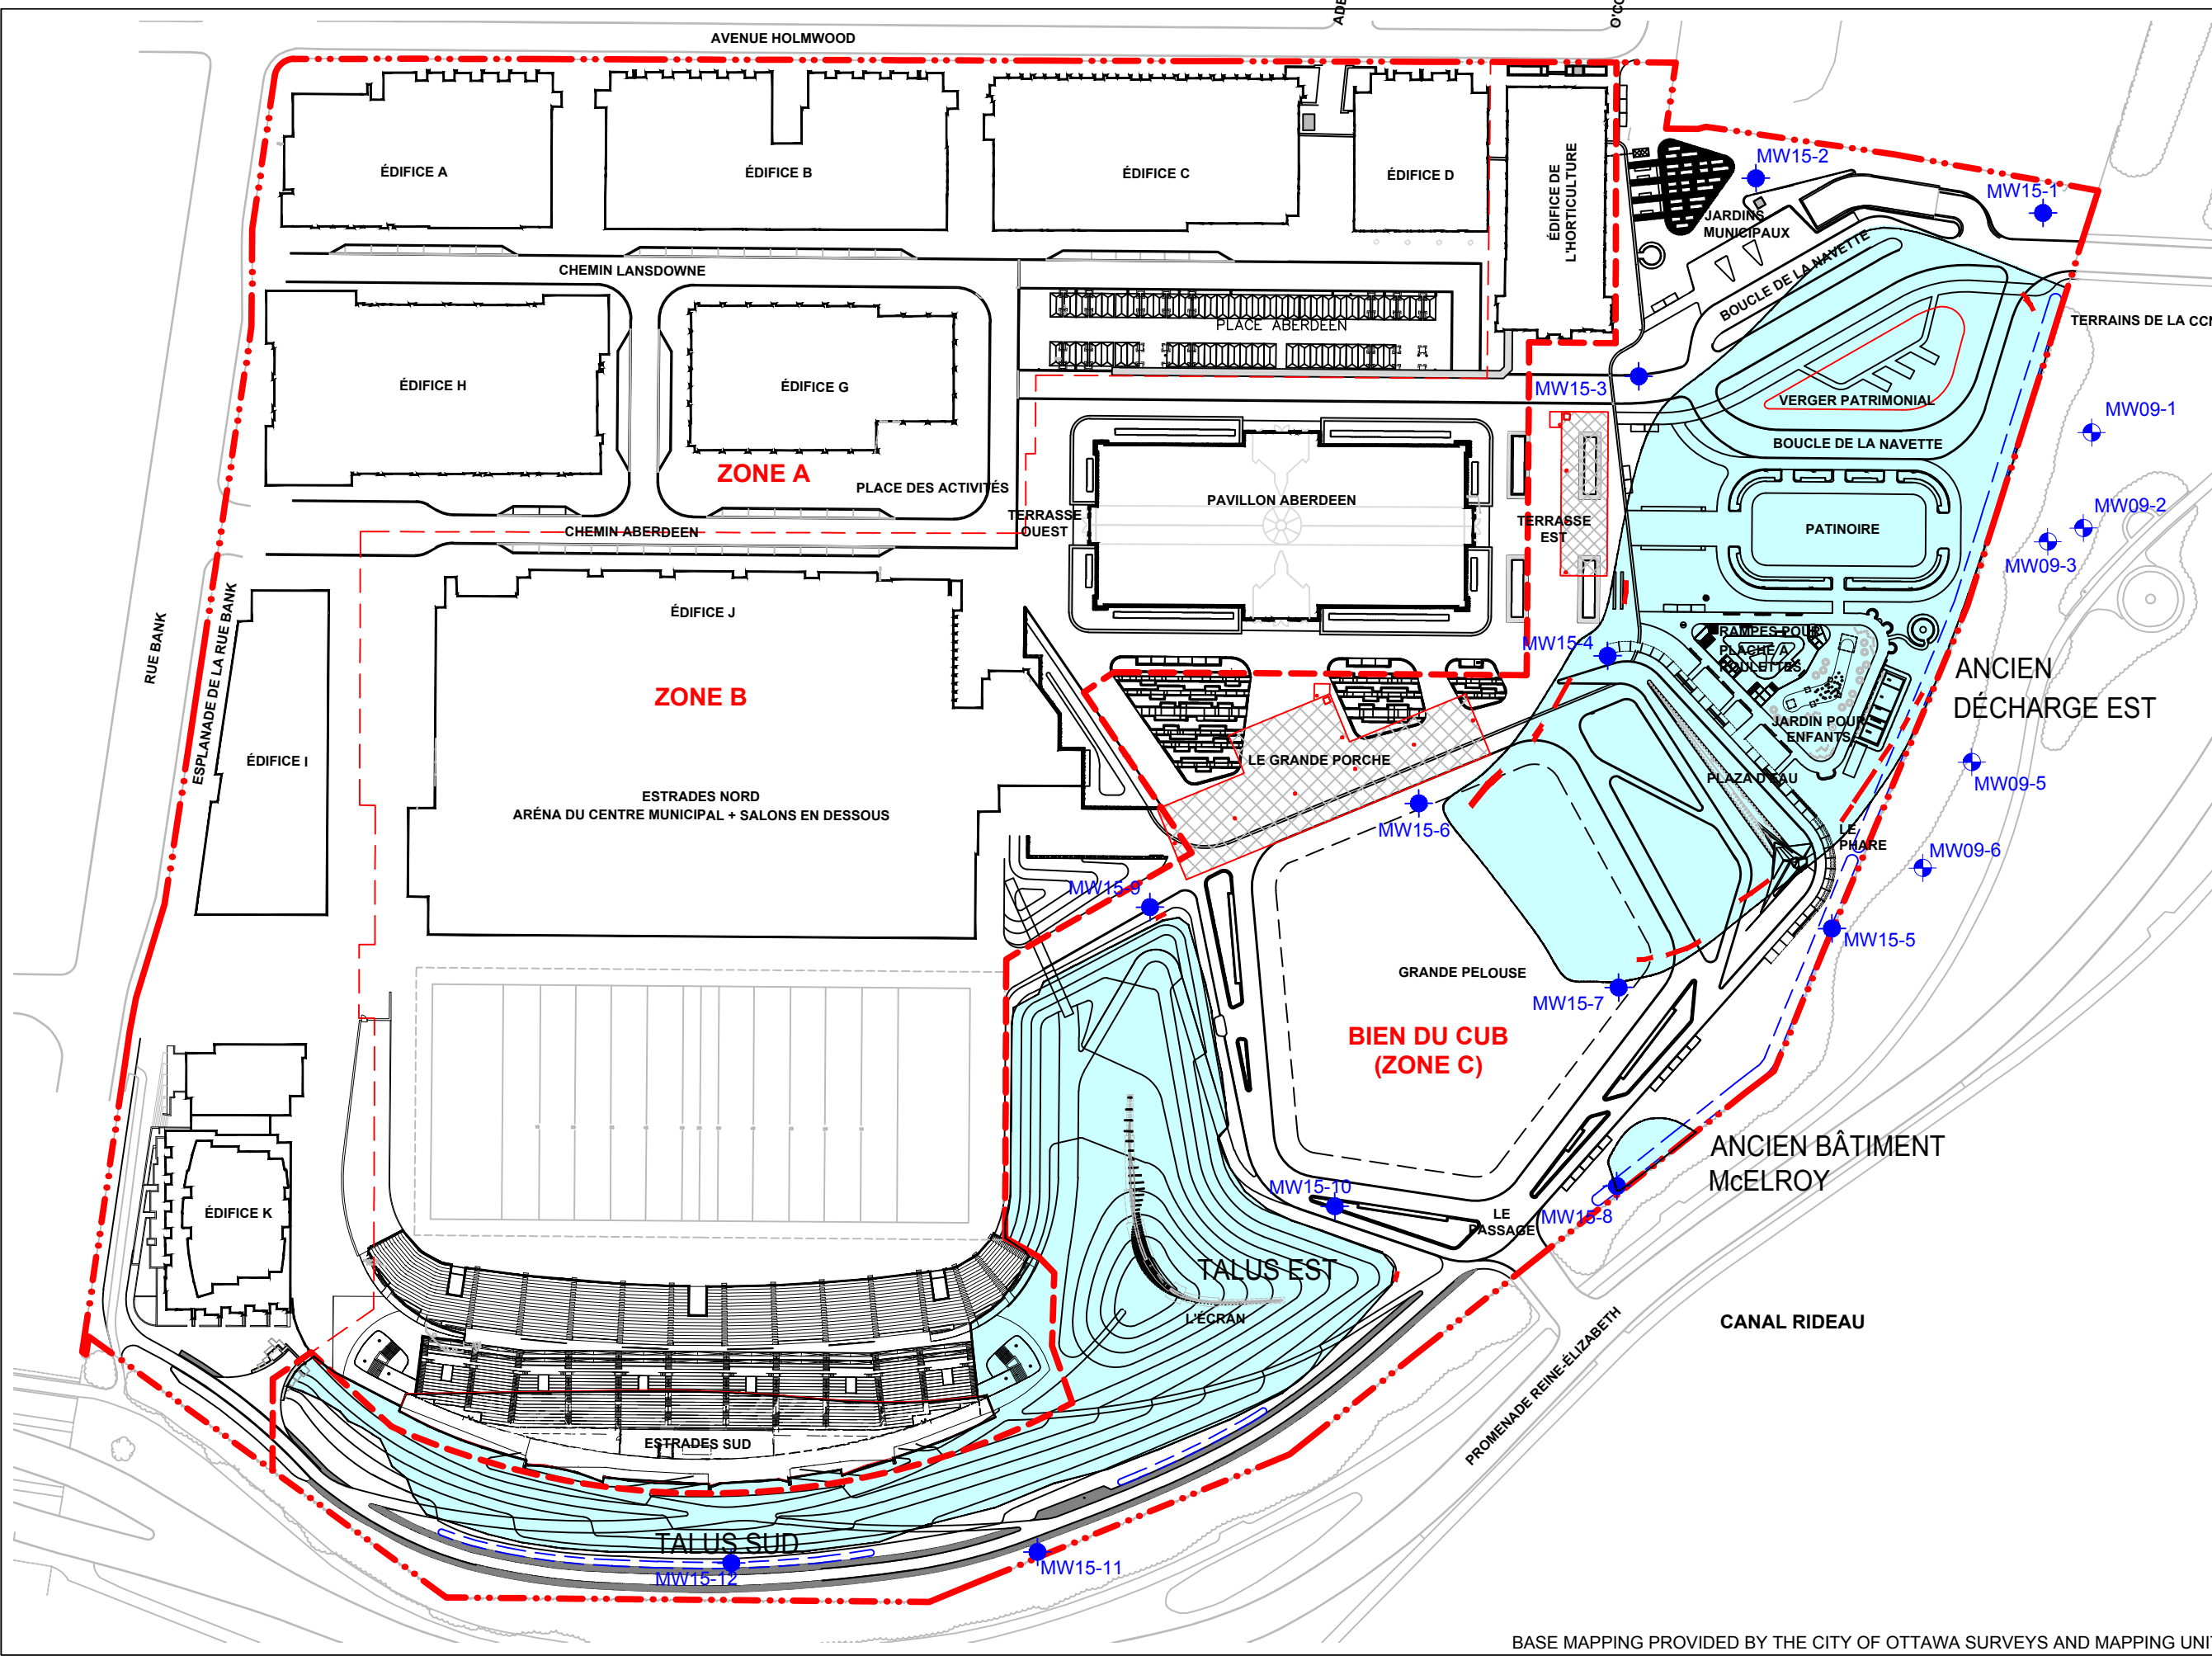 AVENUE HOLMWOOD
ÉDIFICE A
ÉDIFICE B
ÉDIFICE C
ÉDIFICE D
ÉDIFICE DE
L'HORTICULTURE
MW15-2
MW15-1
JARDINS
MUNICIPAUX
BOUCLE DE LA NAVETTE
CHEMIN LANSDOWNE
PLACE ABERDEEN
TERRAINS DE LA
ÉDIFICE H
ÉDIFICE G
MW15-3
VERGER PATRIMONIAL
MW09-1
BOUCLE DE LA NAVETTE
ZONE A
PLACE DES ACTIVITÉS
PAVILLON ABERDEEN
TERRASSE
OUEST
TERRASSE
EST
PATINOIRE
MW09-2
MW09-3
CHEMIN ABERDEEN
RUE BANK
ESPLANADE DE LA RUE BANK
ÉDIFICE J
MW15-4
RAMPES POUR
PLACHE À
ROULETTES
ZONE B
ANCIEN
DÉCHARGE EST
JARDIN POUR
ENFANTS
ÉDIFICE I
LE GRANDE PORCHE
PLAZA D'EAU
MW09-5
ESTRADES NORD
ARÉNA DU CENTRE MUNICIPAL + SALONS EN DESSOUS
MW15-6
LE
PHARE
MW09-6
MW15-9
MW15-5
GRANDE PELOUSE
MW15-7
BIEN DU CUB
(ZONE C)
ANCIEN BÂTIMENT
McELROY
MW15-10
LE
PASSAGE
MW15-8
ÉDIFICE K
TALUS EST
L'ÉCRAN
CANAL RIDEAU
PROMENADE REINE-ÉLIZABETH
ESTRADES SUD
TALUS SUD
MW15-12
MW15-11
BASE MAPPING PROVIDED BY THE CITY OF OTTAWA SURVEYS AND MAPPING